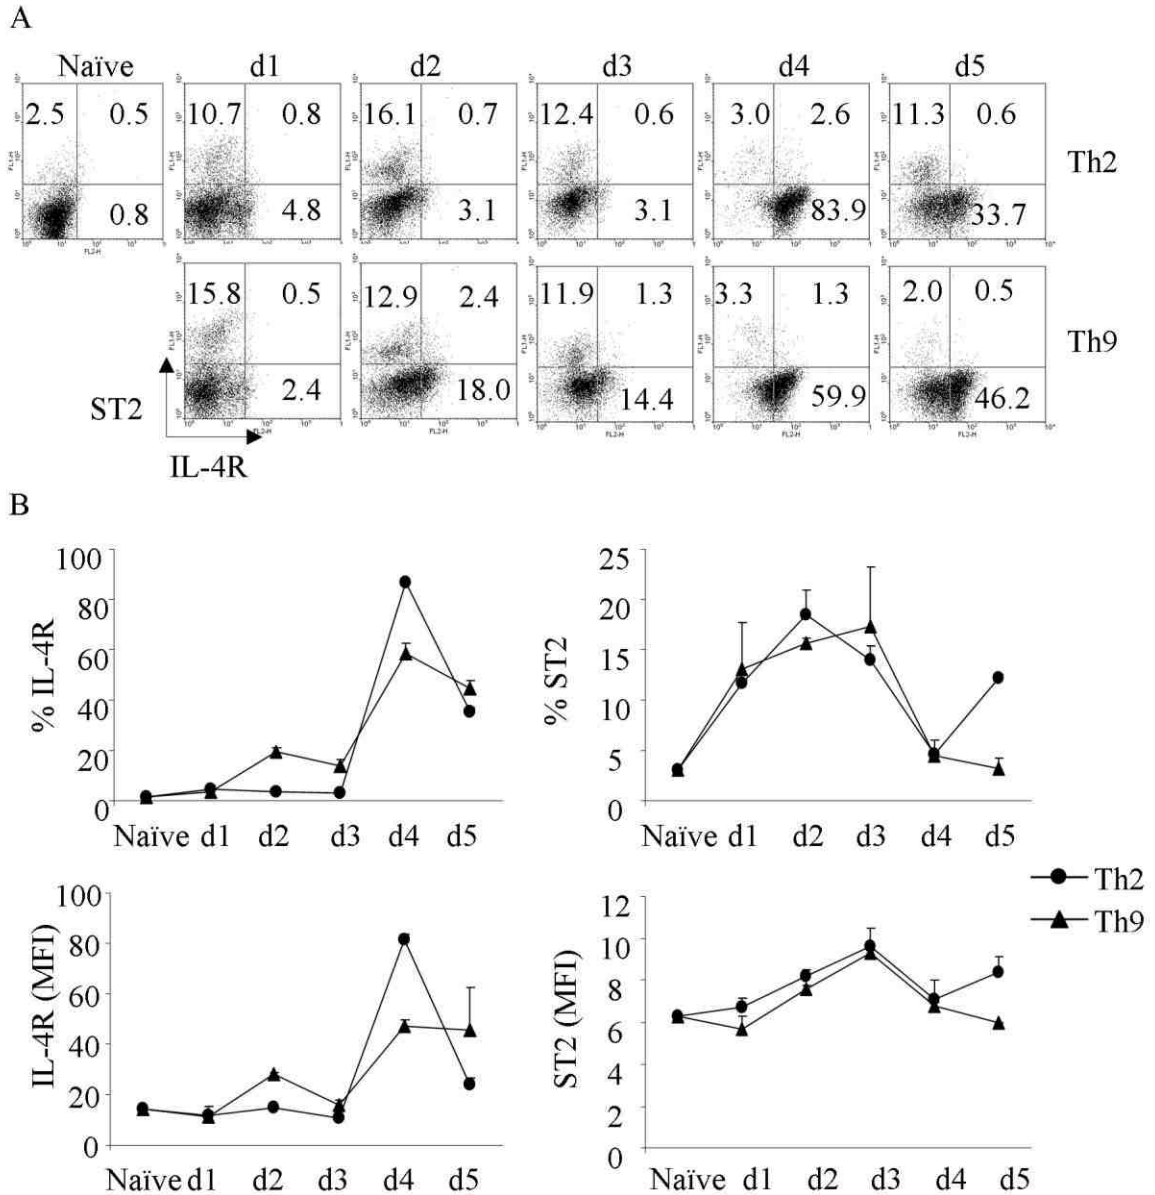 A
Naïve d1 d2 d3 d4 d5
2.5 0.5 10.7 0.8 16.1 0.7 12.4 0.6 3.0 2.6 11.3 0.6
Th2
0.8 4.8 3.1 3.1 83.9 33.7
FL2-H
15.8 0.5 12.9 2.4 11.9 1.3 3.3 1.3 2.0 0.5
Th9
2.4 18.0 14.4 59.9 46.2
FL2-H FL2-H FL2-H FL2-H FL2-H
ST2
IL-4R
B
% IL-4R
100
80
60
40
20
0
Naïve d1 d2 d3 d4 d5
% ST2
25
20
15
10
5
0
Naïve d1 d2 d3 d4 d5
IL-4R (MFI)
100
80
60
40
20
0
Naïve d1 d2 d3 d4 d5
ST2 (MFI)
12
10
8
6
4
2
0
Naïve d1 d2 d3 d4 d5
Th2
Th9